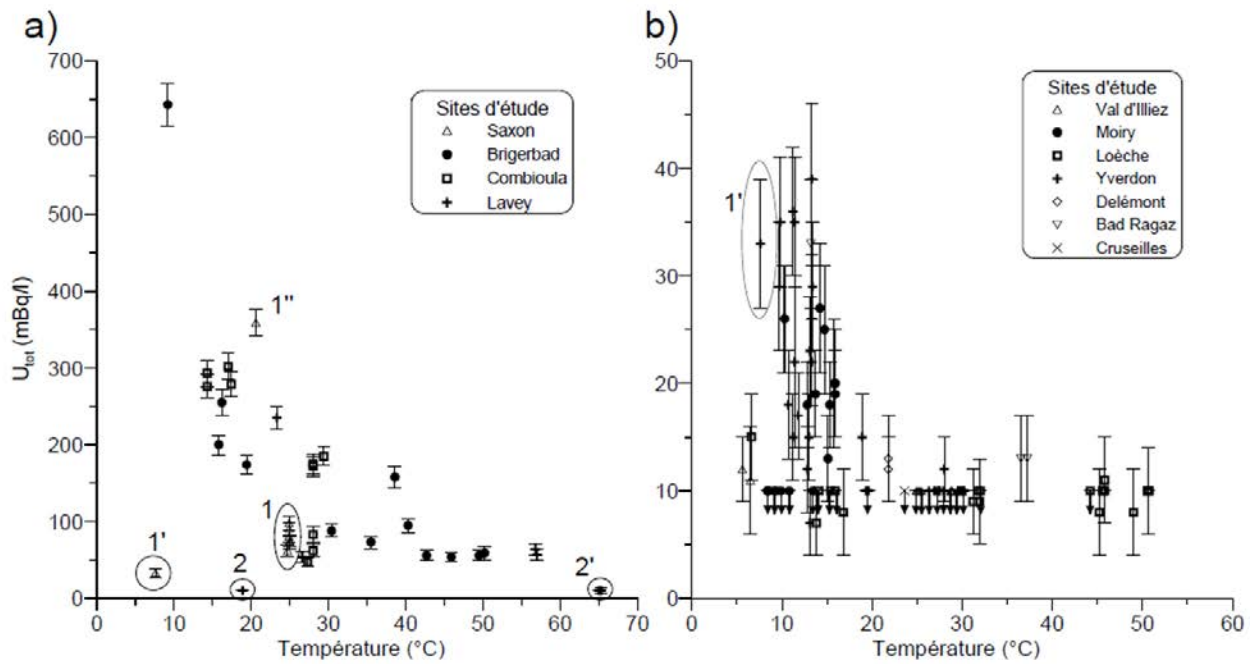 a)
700
600
500
400
300
200
100
0
U_tot (mBq/l)
0 10 20 30 40 50 60 70
Température (°C)
Sites d'étude
Saxon
Brigerbad
Combioula
Lavey
1''
1
1'
2
2'
b)
50
40
30
20
10
0
0 10 20 30 40 50 60
Température (°C)
Sites d'étude
Val d'Illiez
Moiry
Loèche
Yverdon
Delémont
Bad Ragaz
Cruseilles
1'